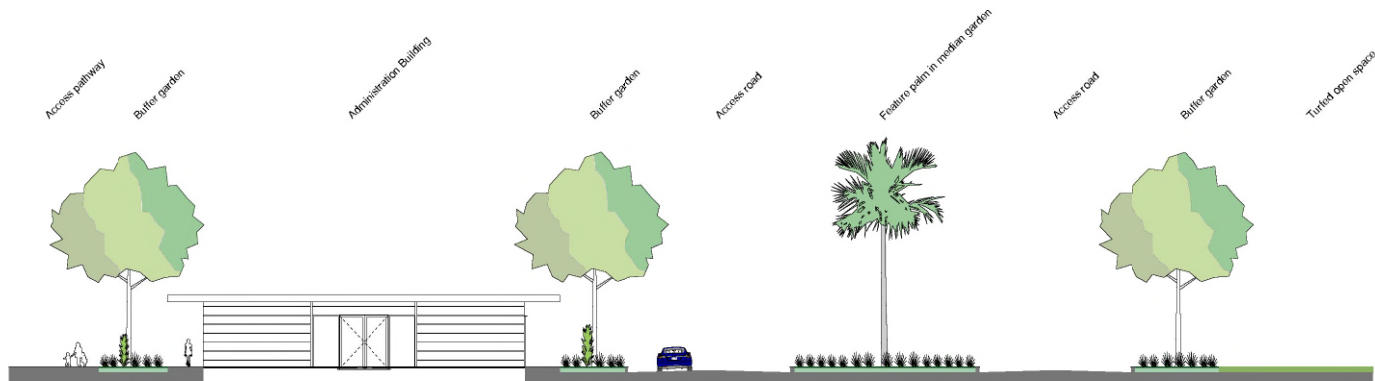 Access pathway
Buffer garden
Administration Building
Buffer garden
Access road
Feature palm in median garden
Access road
Buffer garden
Turfed open space